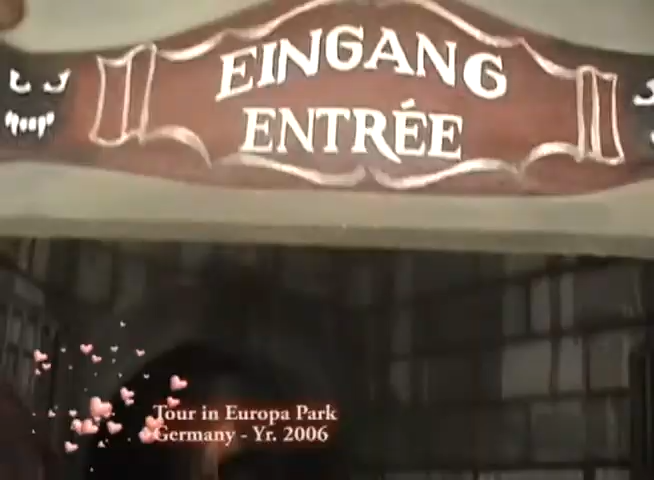 EINGANG
ENTRÉE
Tour in Europa Park
Germany - Yr. 2006